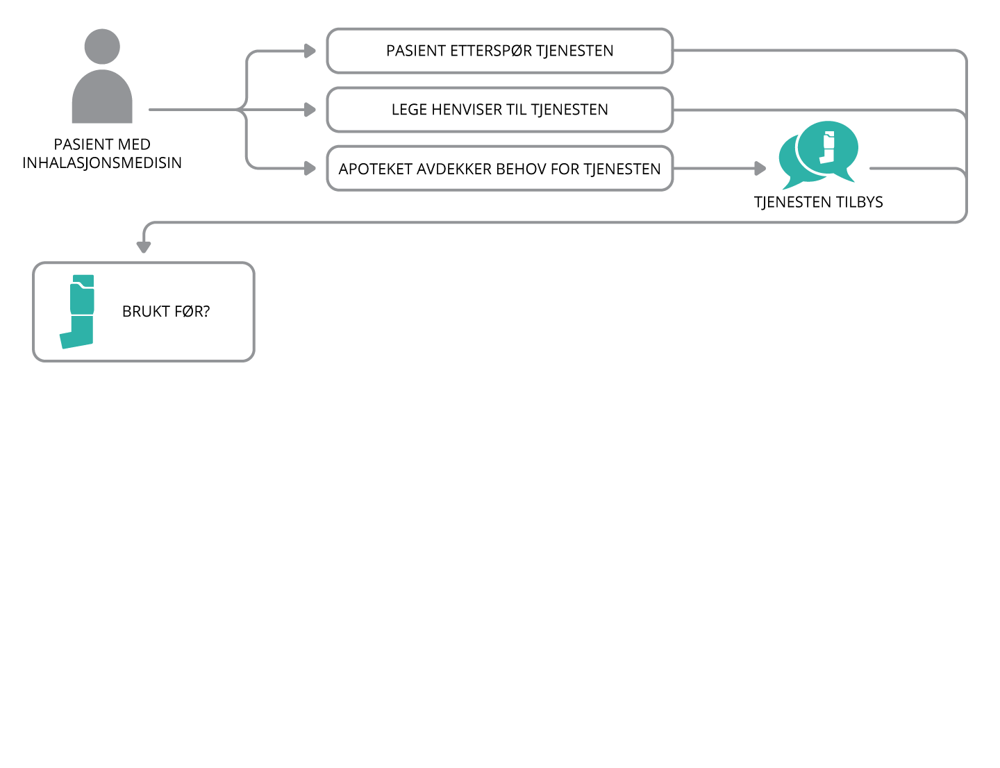 PASIENT MED
INHALASJONSMEDISIN
PASIENT ETTERSPØR TJENESTEN
LEGE HENVISER TIL TJENESTEN
APOTEKET AVDEKKER BEHOV FOR TJENESTEN
TJENESTEN TILBYS
BRUKT FØR?